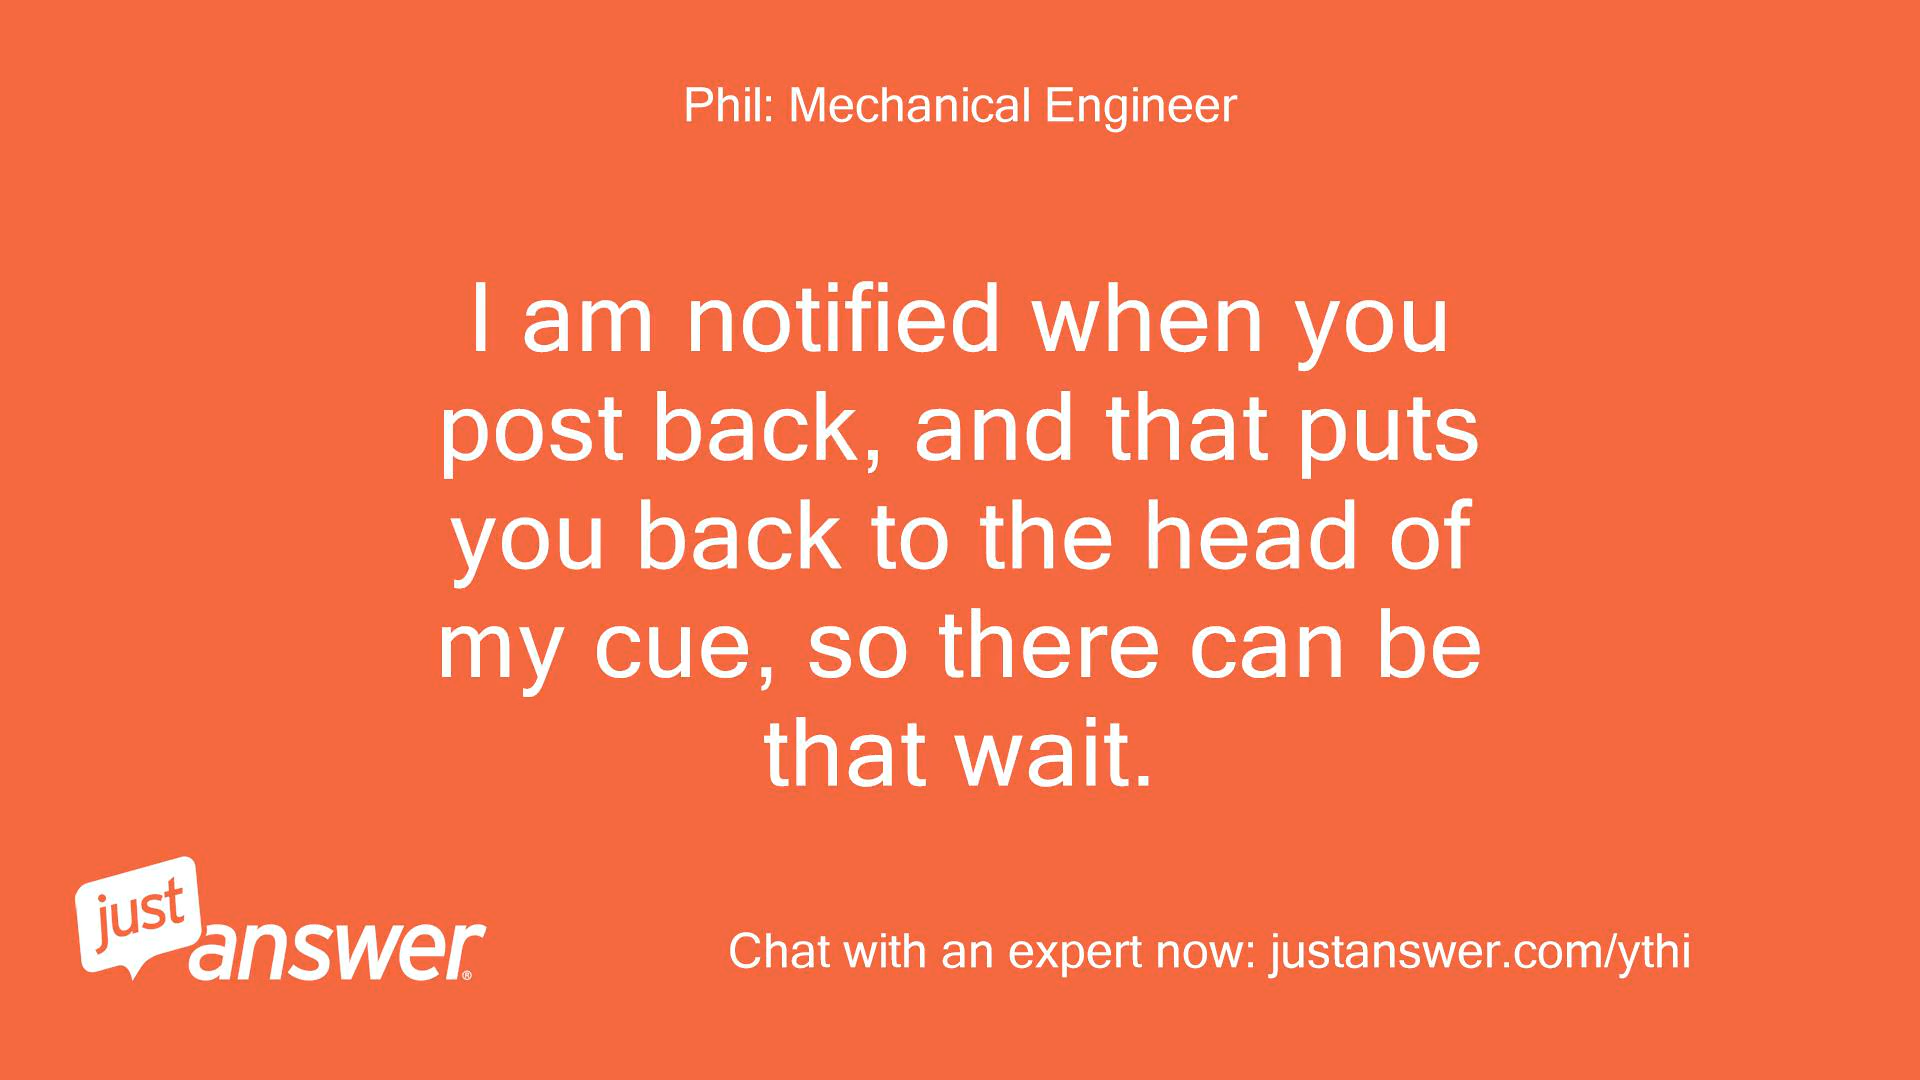 Phil: Mechanical Engineer
I am notified when you
post back, and that puts
you back to the head of
my cue, so there can be
that wait.
just
answer®
Chat with an expert now: justanswer.com/ythi